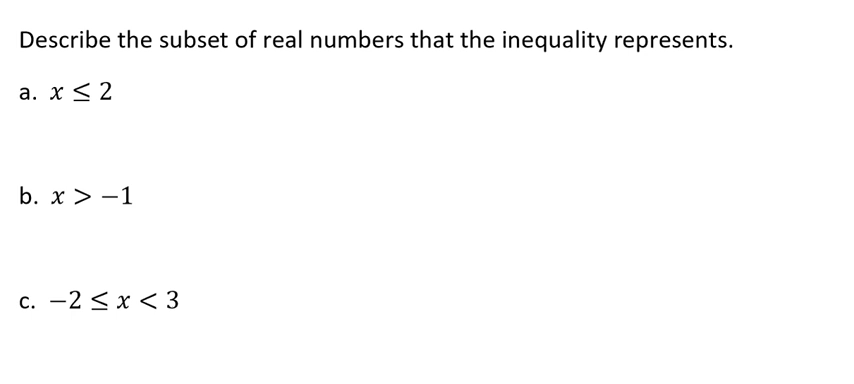 Describe the subset of real numbers that the inequality represents.
a. x ≤ 2
b. x > −1
c. −2 ≤ x < 3